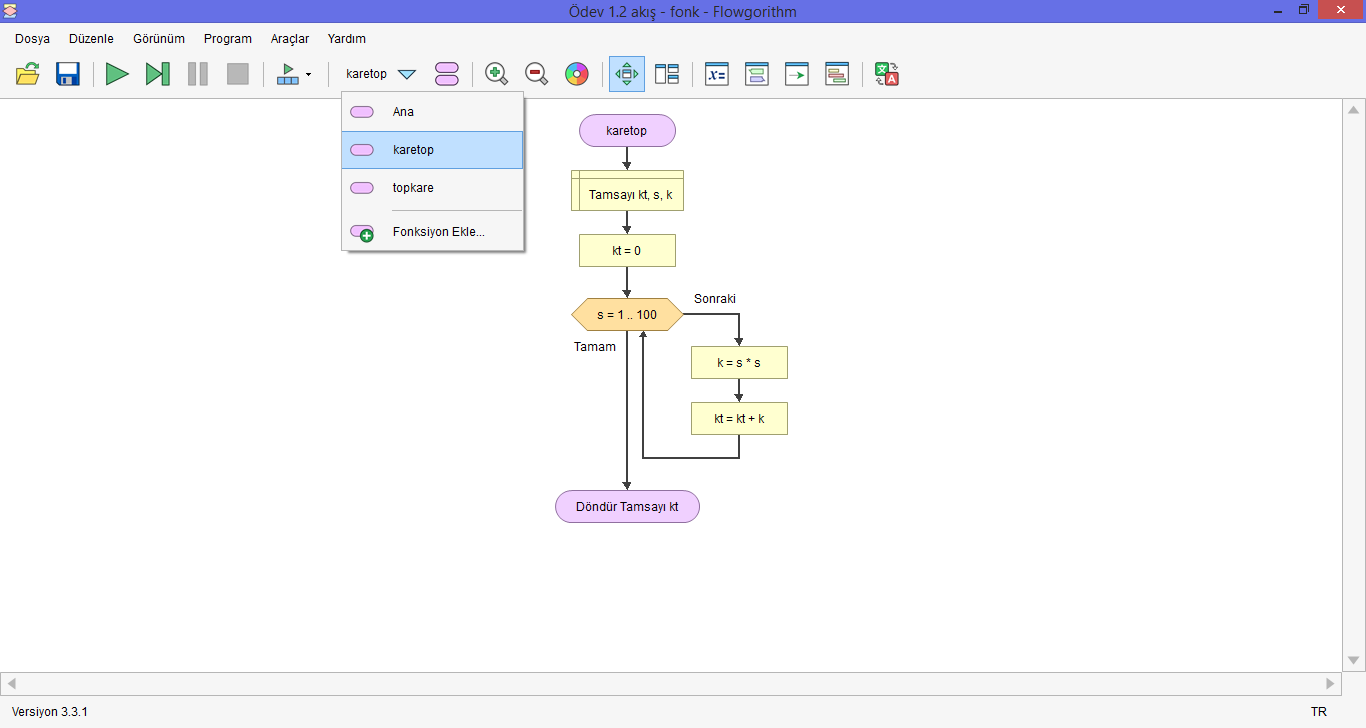 Ödev 1.2 akış - fonk - Flowgorithm
Dosya Düzenle Görünüm Program Araçlar Yardım
karetop
Ana
karetop
topkare
Fonksiyon Ekle...
karetop
Tamsayı kt, s, k
kt = 0
s = 1 .. 100
Sonraki
Tamam
k = s * s
kt = kt + k
Döndür Tamsayı kt
Versiyon 3.3.1
TR